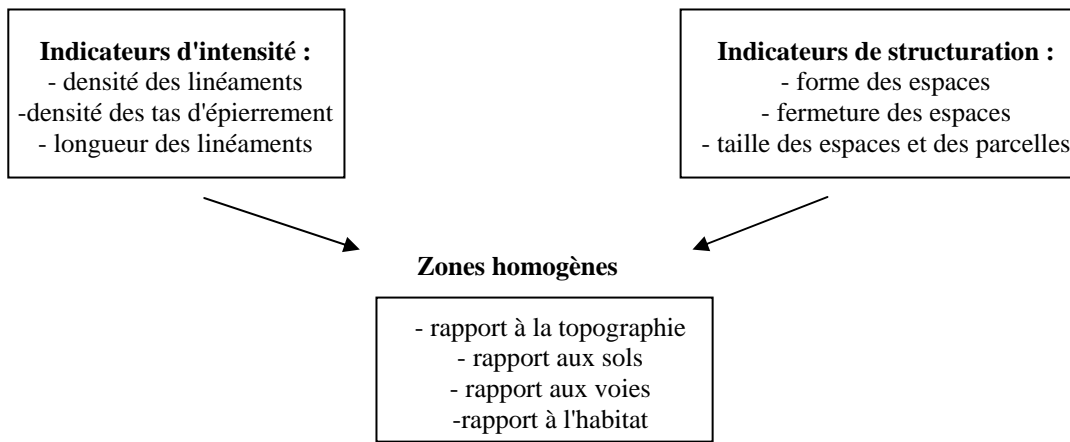 Indicateurs d'intensité :
- densité des linéaments
-densité des tas d'épierrement
- longueur des linéaments
Indicateurs de structuration :
- forme des espaces
- fermeture des espaces
- taille des espaces et des parcelles
Zones homogènes
- rapport à la topographie
- rapport aux sols
- rapport aux voies
-rapport à l'habitat